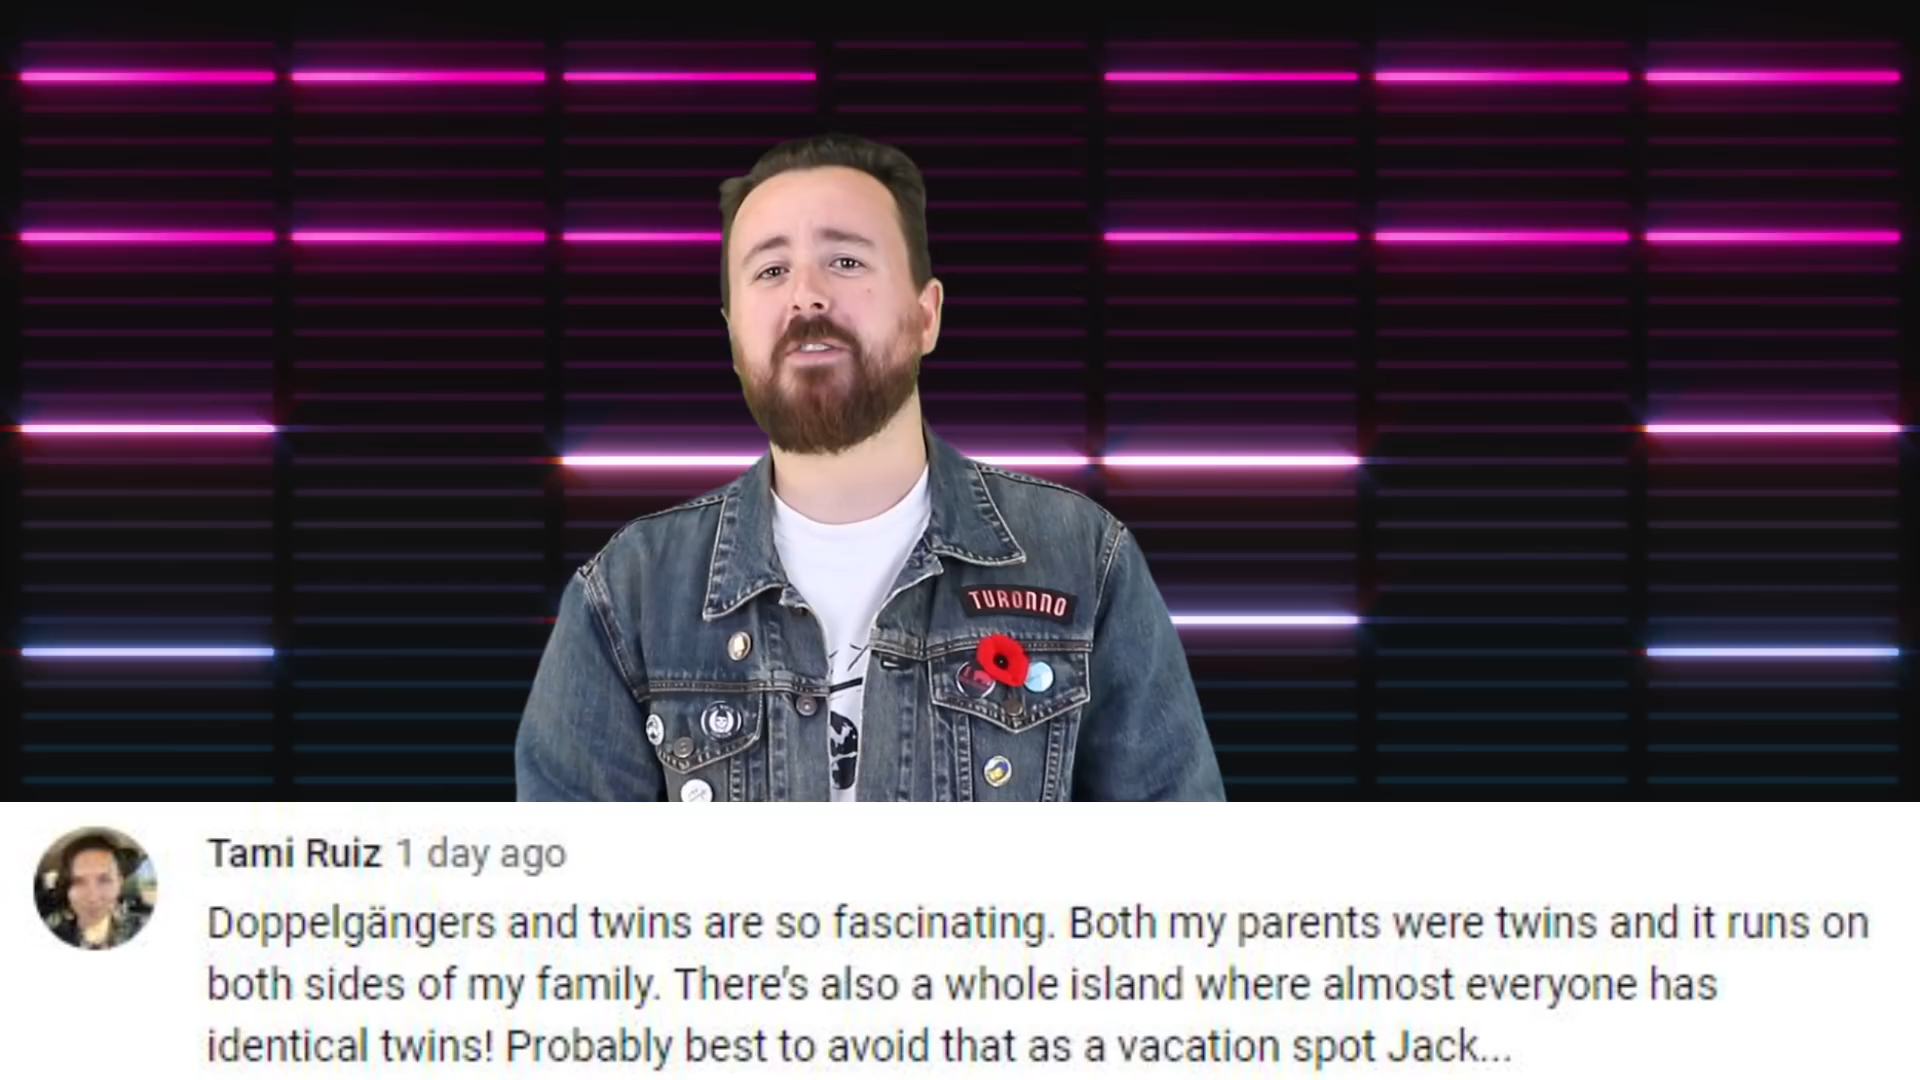 TURONNO
Tami Ruiz 1 day ago
Doppelgängers and twins are so fascinating. Both my parents were twins and it runs on
both sides of my family. There's also a whole island where almost everyone has
identical twins! Probably best to avoid that as a vacation spot Jack...